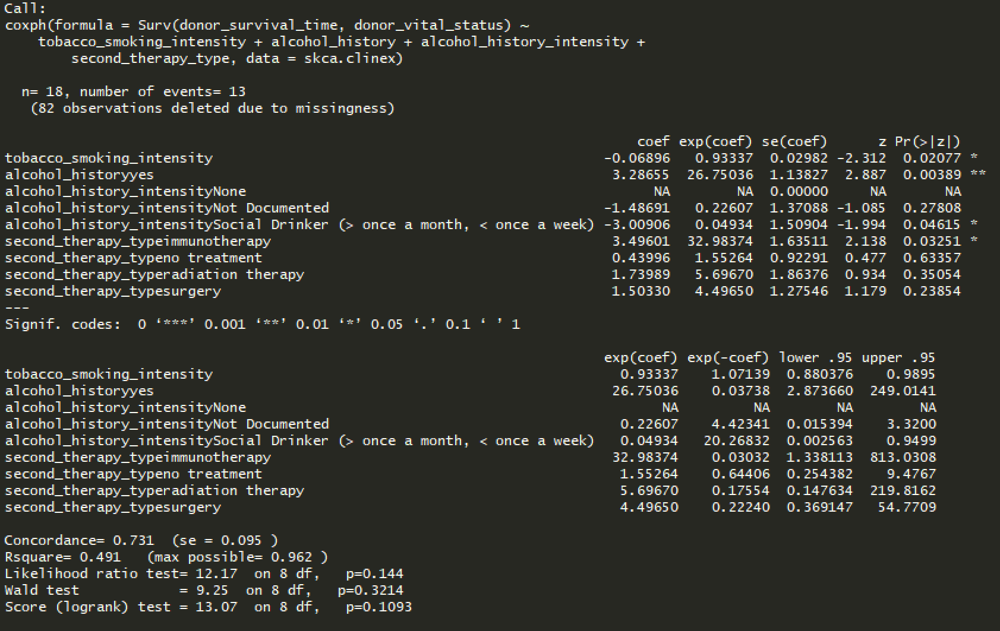 Call:
coxph(formula = Surv(donor_survival_time, donor_vital_status) ~
    tobacco_smoking_intensity + alcohol_history + alcohol_history_intensity +
        second_therapy_type, data = skca.clinex)

  n= 18, number of events= 13
   (82 observations deleted due to missingness)

                                                                           coef exp(coef) se(coef)      z Pr(>|z|)
tobacco_smoking_intensity                                              -0.06896   0.93337  0.02982 -2.312  0.02077 *
alcohol_historyyes                                                      3.28655  26.75036  1.13827  2.887  0.00389 **
alcohol_history_intensityNone                                                NA        NA  0.00000     NA       NA
alcohol_history_intensityNot Documented                                -1.48691   0.22607  1.37088 -1.085  0.27808
alcohol_history_intensitySocial Drinker (> once a month, < once a week) -3.00906   0.04934  1.50904 -1.994  0.04615 *
second_therapy_typeimmunotherapy                                        3.49601  32.98374  1.63511  2.138  0.03251 *
second_therapy_typeno treatment                                         0.43996   1.55264  0.92291  0.477  0.63357
second_therapy_typeradiation therapy                                    1.73989   5.69670  1.86376  0.934  0.35054
second_therapy_typesurgery                                              1.50330   4.49650  1.27546  1.179  0.23854
---
Signif. codes:  0 ‘***’ 0.001 ‘**’ 0.01 ‘*’ 0.05 ‘.’ 0.1 ‘ ’ 1

                                                                       exp(coef) exp(-coef) lower .95 upper .95
tobacco_smoking_intensity                                                0.93337    1.07139  0.880376    0.9895
alcohol_historyyes                                                      26.75036    0.03738  2.873660  249.0141
alcohol_history_intensityNone                                                 NA         NA        NA        NA
alcohol_history_intensityNot Documented                                  0.22607    4.42341  0.015394    3.3200
alcohol_history_intensitySocial Drinker (> once a month, < once a week)   0.04934   20.26832  0.002563    0.9499
second_therapy_typeimmunotherapy                                        32.98374    0.03032  1.338113  813.0308
second_therapy_typeno treatment                                          1.55264    0.64406  0.254382    9.4767
second_therapy_typeradiation therapy                                     5.69670    0.17554  0.147634  219.8162
second_therapy_typesurgery                                               4.49650    0.22240  0.369147   54.7709

Concordance= 0.731  (se = 0.095 )
Rsquare= 0.491   (max possible= 0.962 )
Likelihood ratio test= 12.17  on 8 df,   p=0.144
Wald test            = 9.25  on 8 df,   p=0.3214
Score (logrank) test = 13.07  on 8 df,   p=0.1093